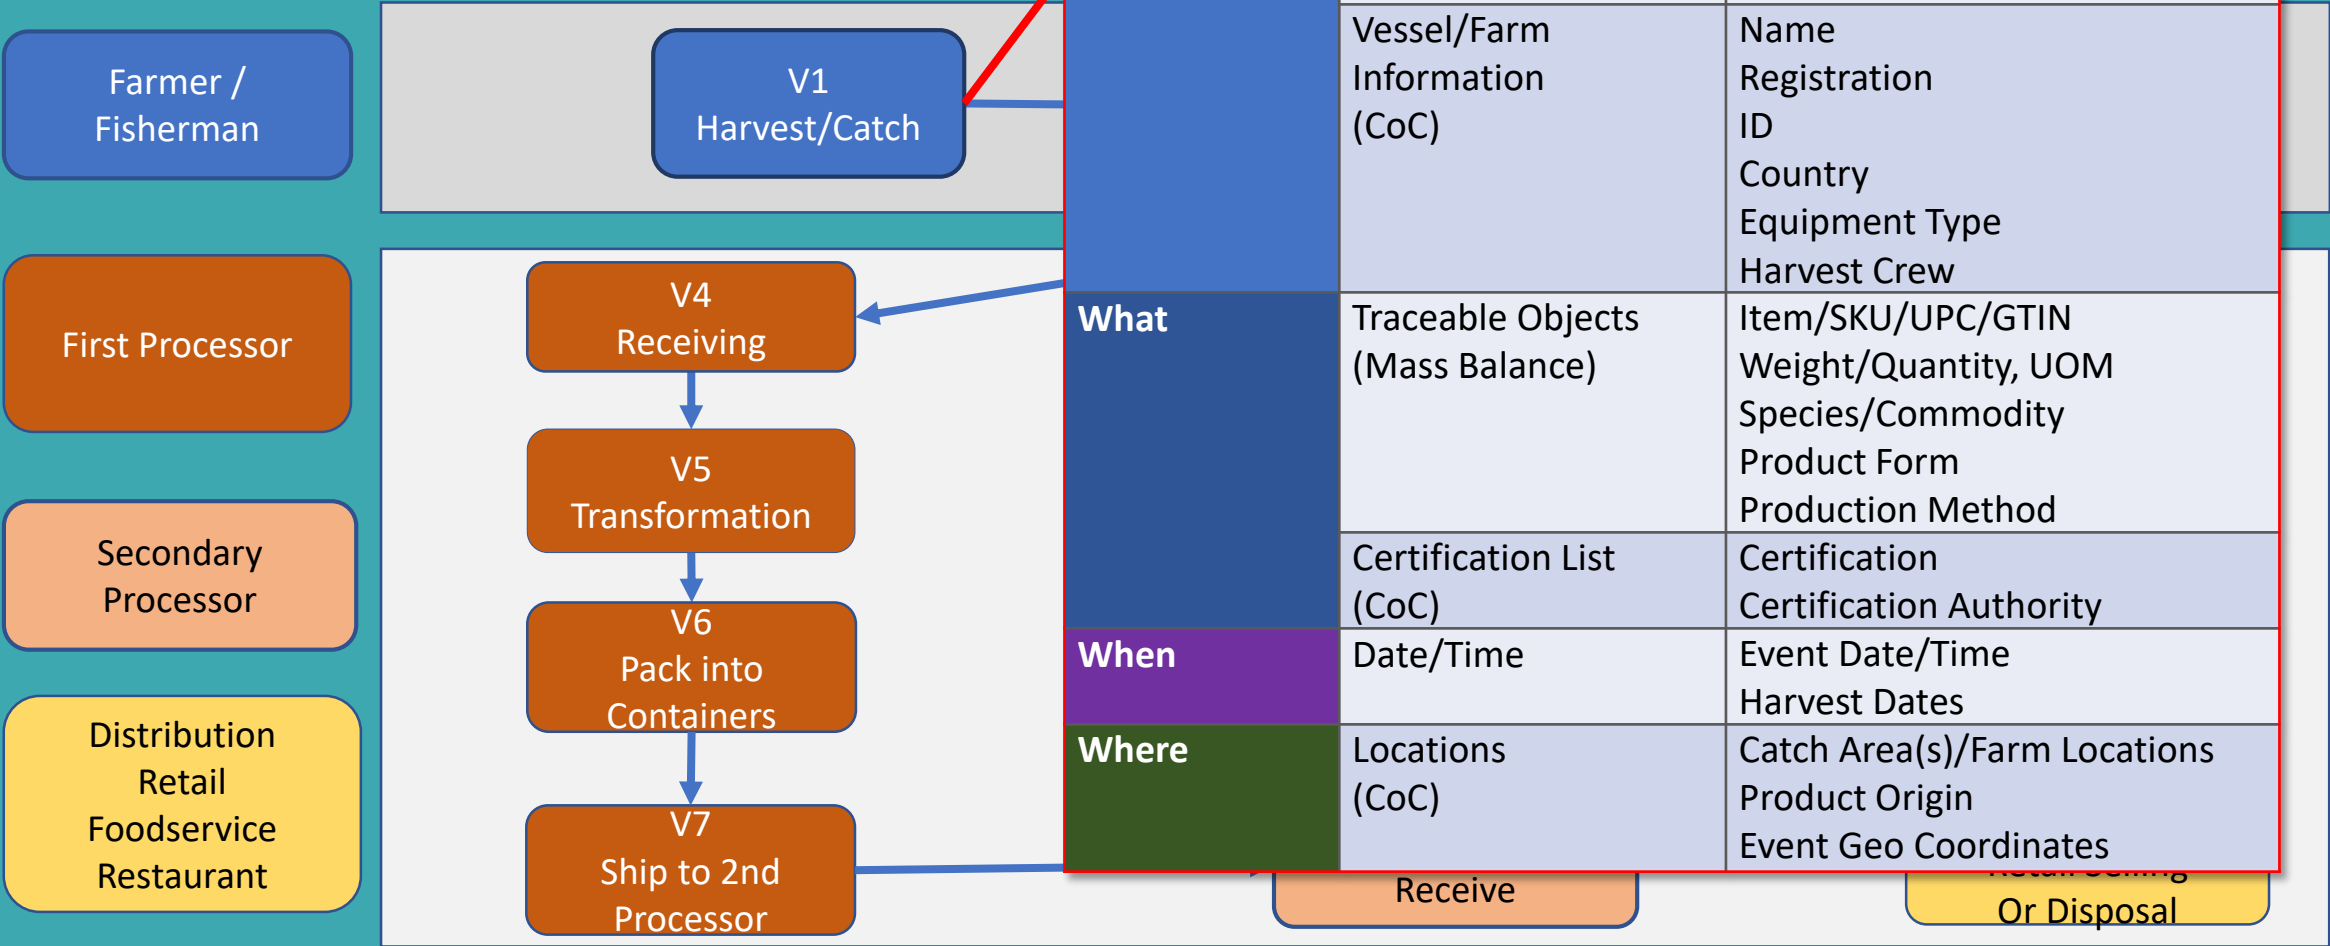 Farmer /
Fisherman
First Processor
Secondary
Processor
Distribution
Retail
Foodservice
Restaurant
V1
Harvest/Catch
V4
Receiving
V5
Transformation
V6
Pack into
Containers
V7
Ship to 2nd
Processor
Vessel/Farm
Information
(CoC)
Name
Registration
ID
Country
Equipment Type
Harvest Crew
What
Traceable Objects
(Mass Balance)
Item/SKU/UPC/GTIN
Weight/Quantity, UOM
Species/Commodity
Product Form
Production Method
Certification List
(CoC)
Certification
Certification Authority
When
Date/Time
Event Date/Time
Harvest Dates
Where
Locations
(CoC)
Catch Area(s)/Farm Locations
Product Origin
Event Geo Coordinates
Receive
Retail Selling
Or Disposal